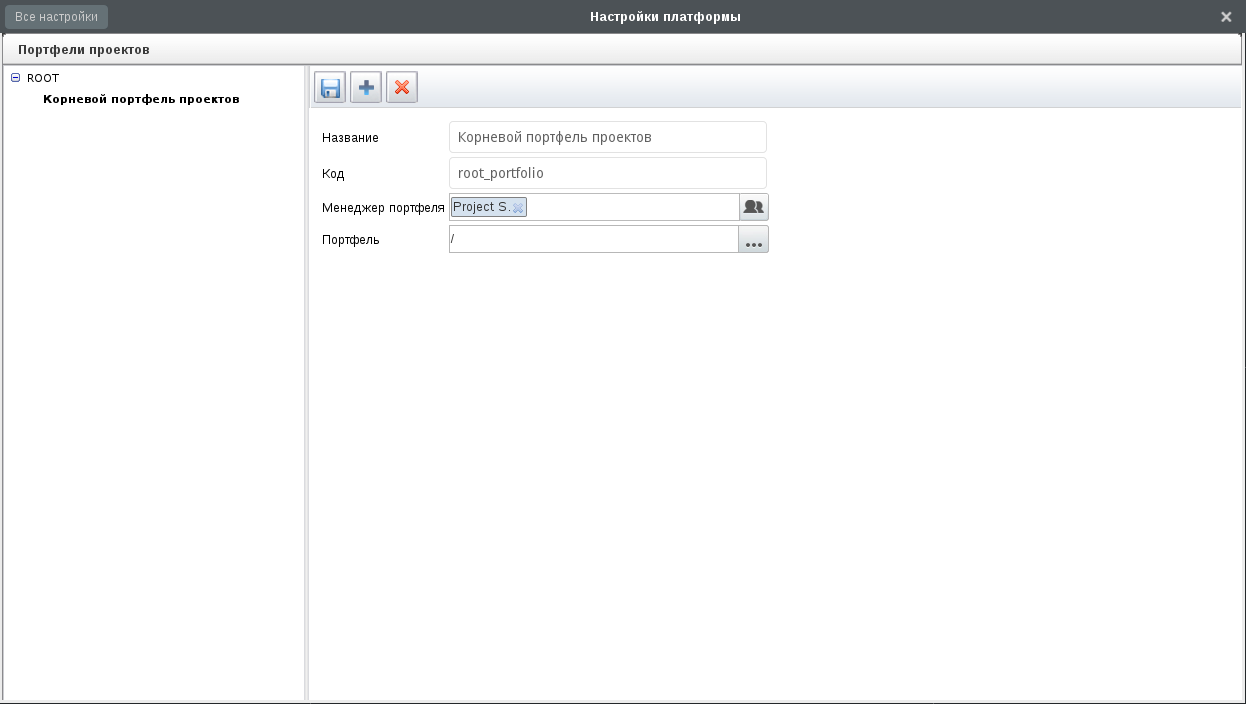 Все настройки
Настройки платформы
Портфели проектов
ROOT
Корневой портфель проектов
Название
Корневой портфель проектов
Код
root_portfolio
Менеджер портфеля
Project S.
Портфель
/
...